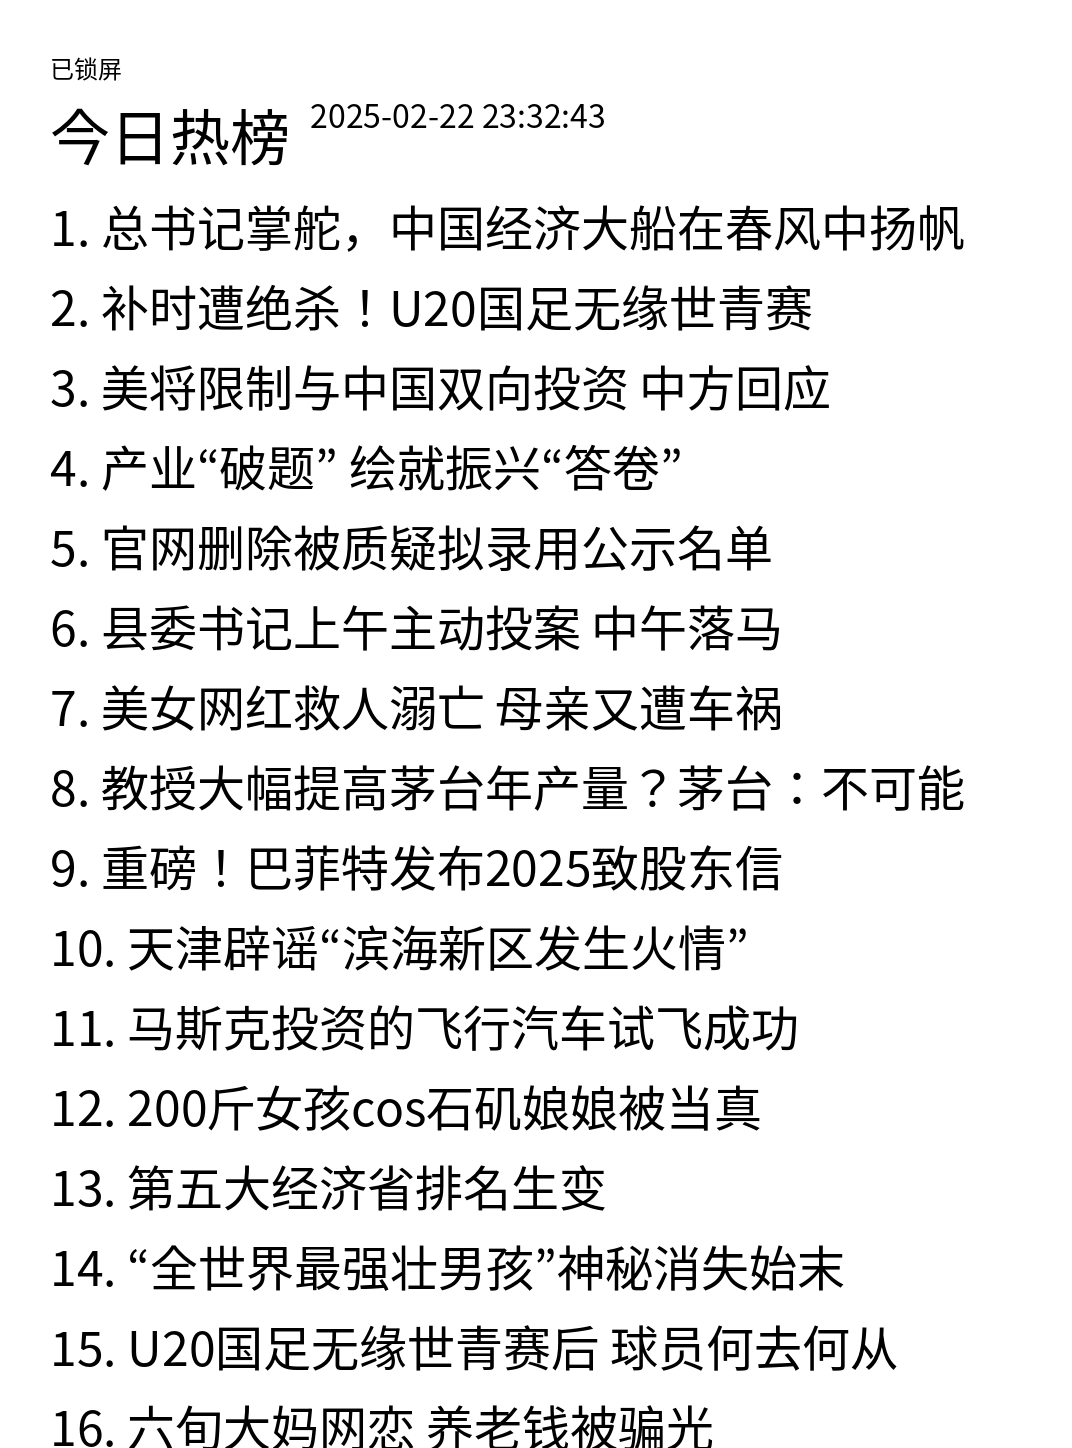 已锁屏
今日热榜 2025-02-22 23:32:43
1. 总书记掌舵，中国经济大船在春风中扬帆
2. 补时遭绝杀！U20国足无缘世青赛
3. 美将限制与中国双向投资 中方回应
4. 产业“破题” 绘就振兴“答卷”
5. 官网删除被质疑拟录用公示名单
6. 县委书记上午主动投案 中午落马
7. 美女网红救人溺亡 母亲又遭车祸
8. 教授大幅提高茅台年产量？茅台：不可能
9. 重磅！巴菲特发布2025致股东信
10. 天津辟谣“滨海新区发生火情”
11. 马斯克投资的飞行汽车试飞成功
12. 200斤女孩cos石矶娘娘被当真
13. 第五大经济省排名生变
14. “全世界最强壮男孩”神秘消失始末
15. U20国足无缘世青赛后 球员何去何从
16. 六旬大妈网恋 养老钱被骗光